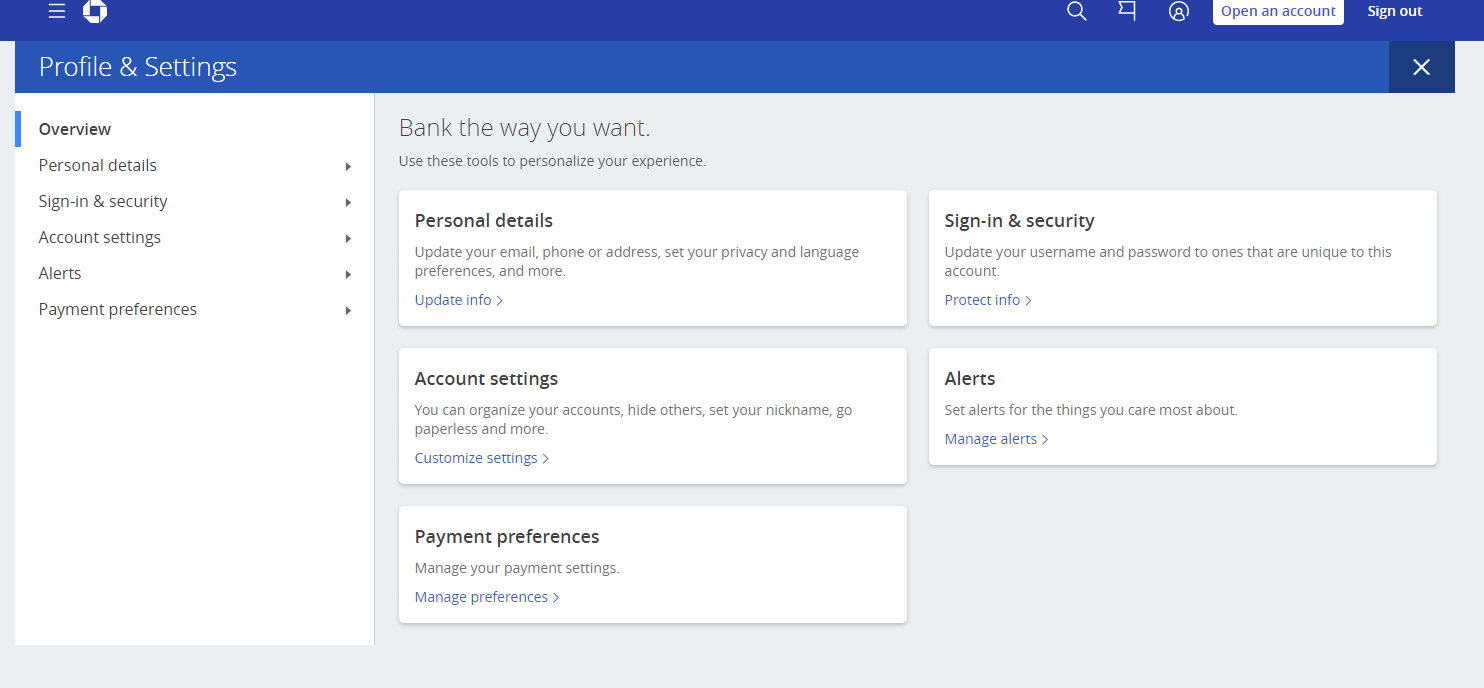 Open an account
Sign out
Profile & Settings
Overview
Personal details
Sign-in & security
Account settings
Alerts
Payment preferences
Bank the way you want.
Use these tools to personalize your experience.
Personal details
Update your email, phone or address, set your privacy and language
preferences, and more.
Update info
Sign-in & security
Update your username and password to ones that are unique to this
account.
Protect info
Account settings
You can organize your accounts, hide others, set your nickname, go
paperless and more.
Customize settings
Alerts
Set alerts for the things you care most about.
Manage alerts
Payment preferences
Manage your payment settings.
Manage preferences